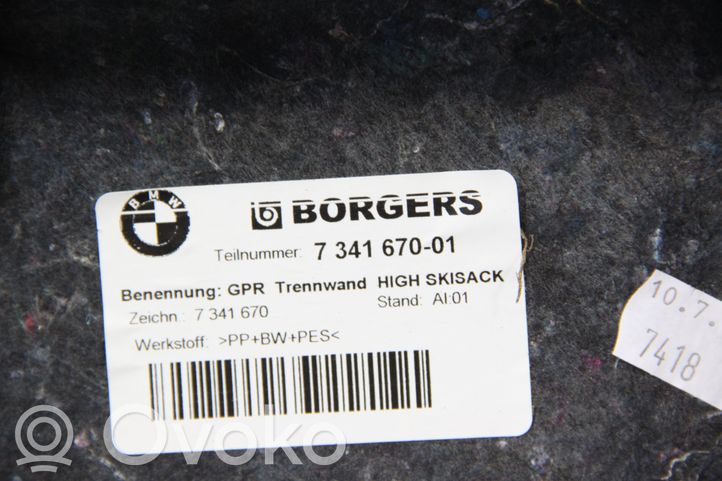 BMW
BORGERS
Teilnummer: 7 341 670-01
Benennung: GPR Trennwand HIGH SKISACK
Zeichn.: 7 341 670 Stand: AI:01
Werkstoff: >PP+BW+PES<
10.7.
7418
Ovoko